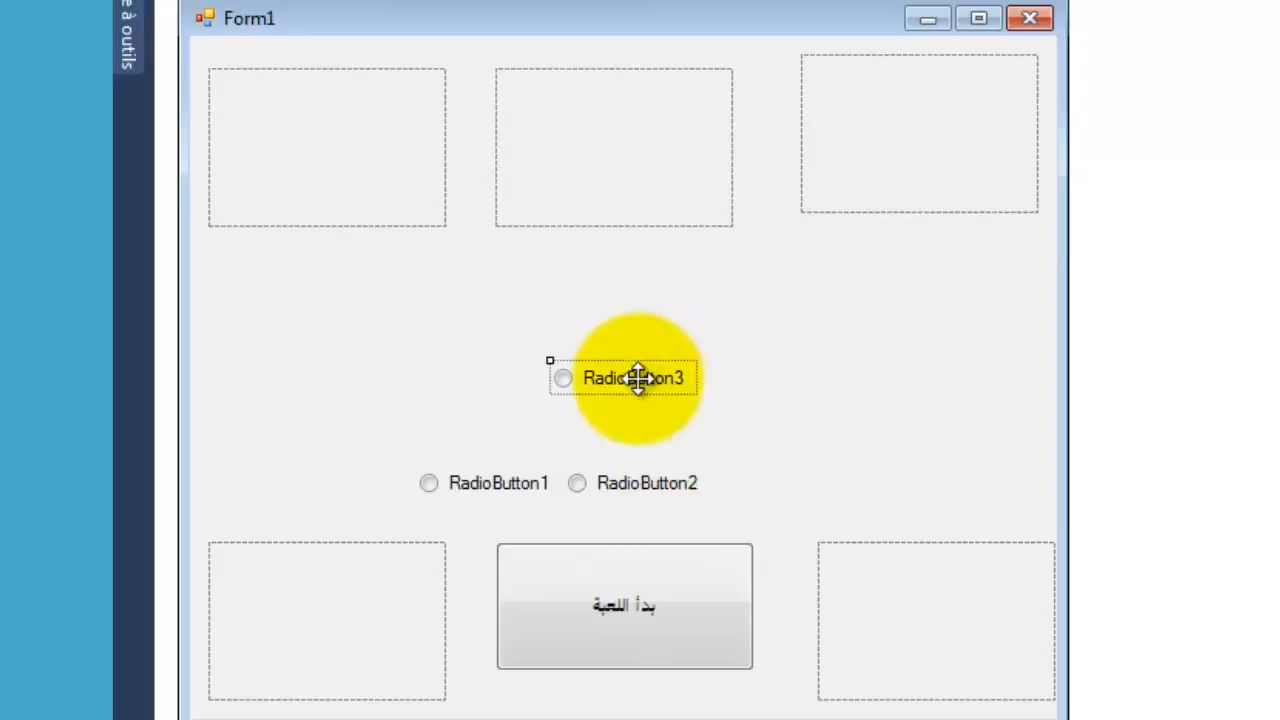 e à outils
Form1
RadioButton3
RadioButton1
RadioButton2
بدأ اللعبة